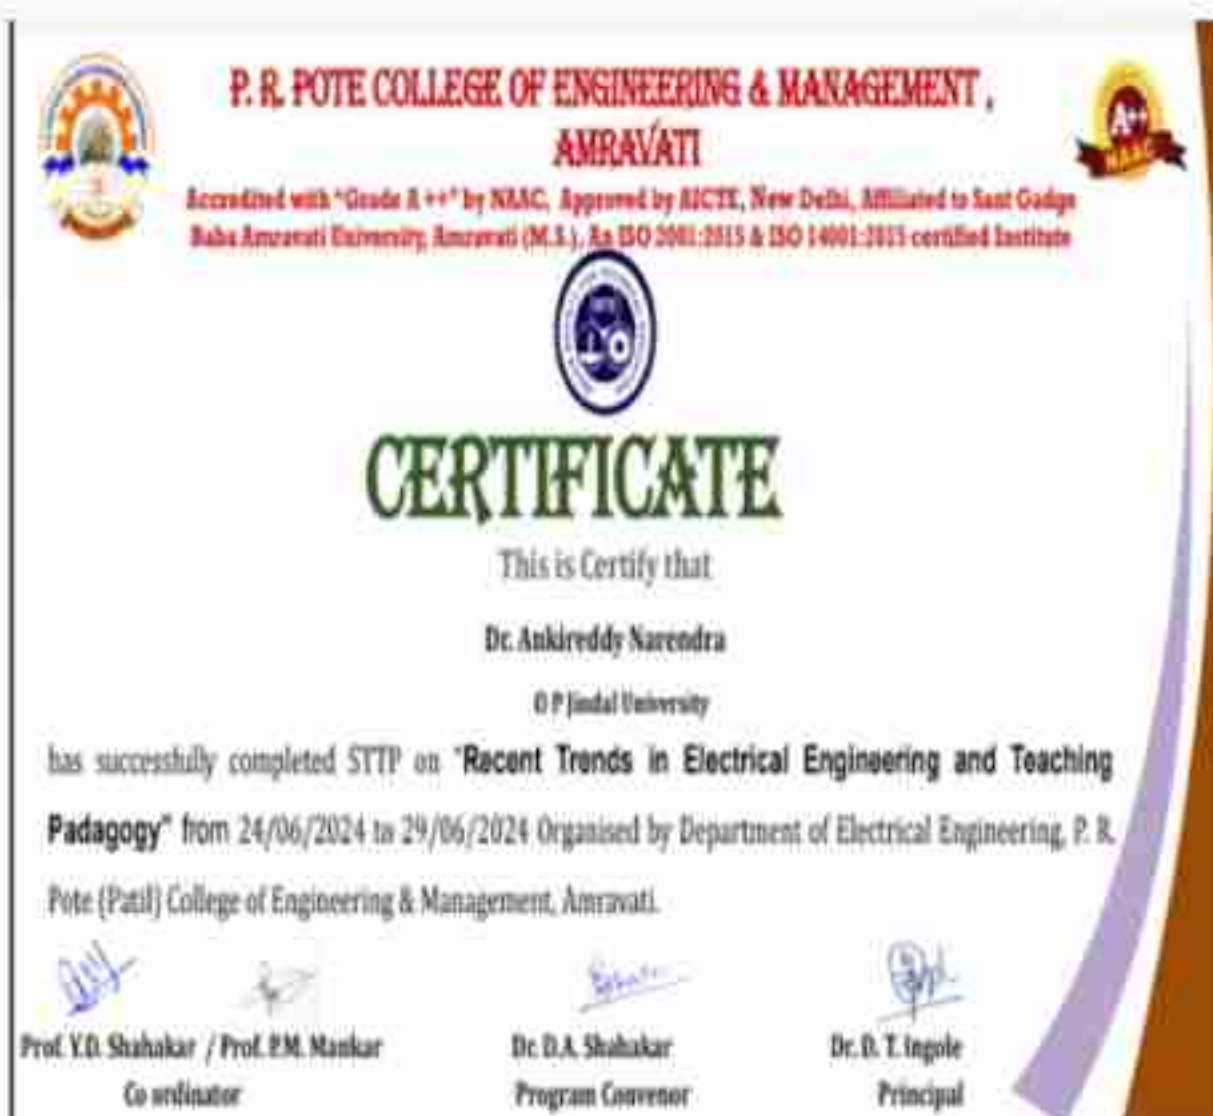 P. R. POTE COLLEGE OF ENGINEERING & MANAGEMENT ,
AMRAVATI
A++
NAAC
Accredited with "Grade A ++" by NAAC, Approved by AICTE, New Delhi, Affiliated to Sant Gadge
Baba Amravati University, Amravati (M.S.). An ISO 9001:2015 & ISO 14001:2015 certified Institute
CERTIFICATE
This is Certify that
Dr. Ankireddy Narendra
O P Jindal University
has successfully completed STTP on "Recent Trends in Electrical Engineering and Teaching
Padagogy" from 24/06/2024 to 29/06/2024 Organised by Department of Electrical Engineering, P. R.
Pote (Patil) College of Engineering & Management, Amravati.
Prof. Y.D. Shahakar / Prof. P.M. Mankar
Co ordinator
Dr. D.A. Shahakar
Program Convenor
Dr. D. T. Ingole
Principal